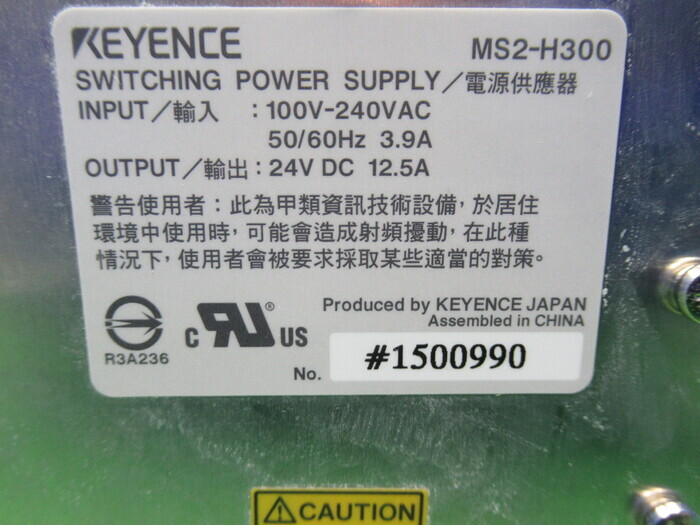 KEYENCE MS2-H300
SWITCHING POWER SUPPLY/電源供應器
INPUT/輸入 : 100V-240VAC
50/60Hz 3.9A
OUTPUT/輸出 : 24V DC 12.5A
警告使用者：此為甲類資訊技術設備，於居住
環境中使用時，可能會造成射頻擾動，在此種
情況下，使用者會被要求採取某些適當的對策。
Produced by KEYENCE JAPAN
Assembled in CHINA
R3A236
c RU ® US
No. #1500990
⚠CAUTION